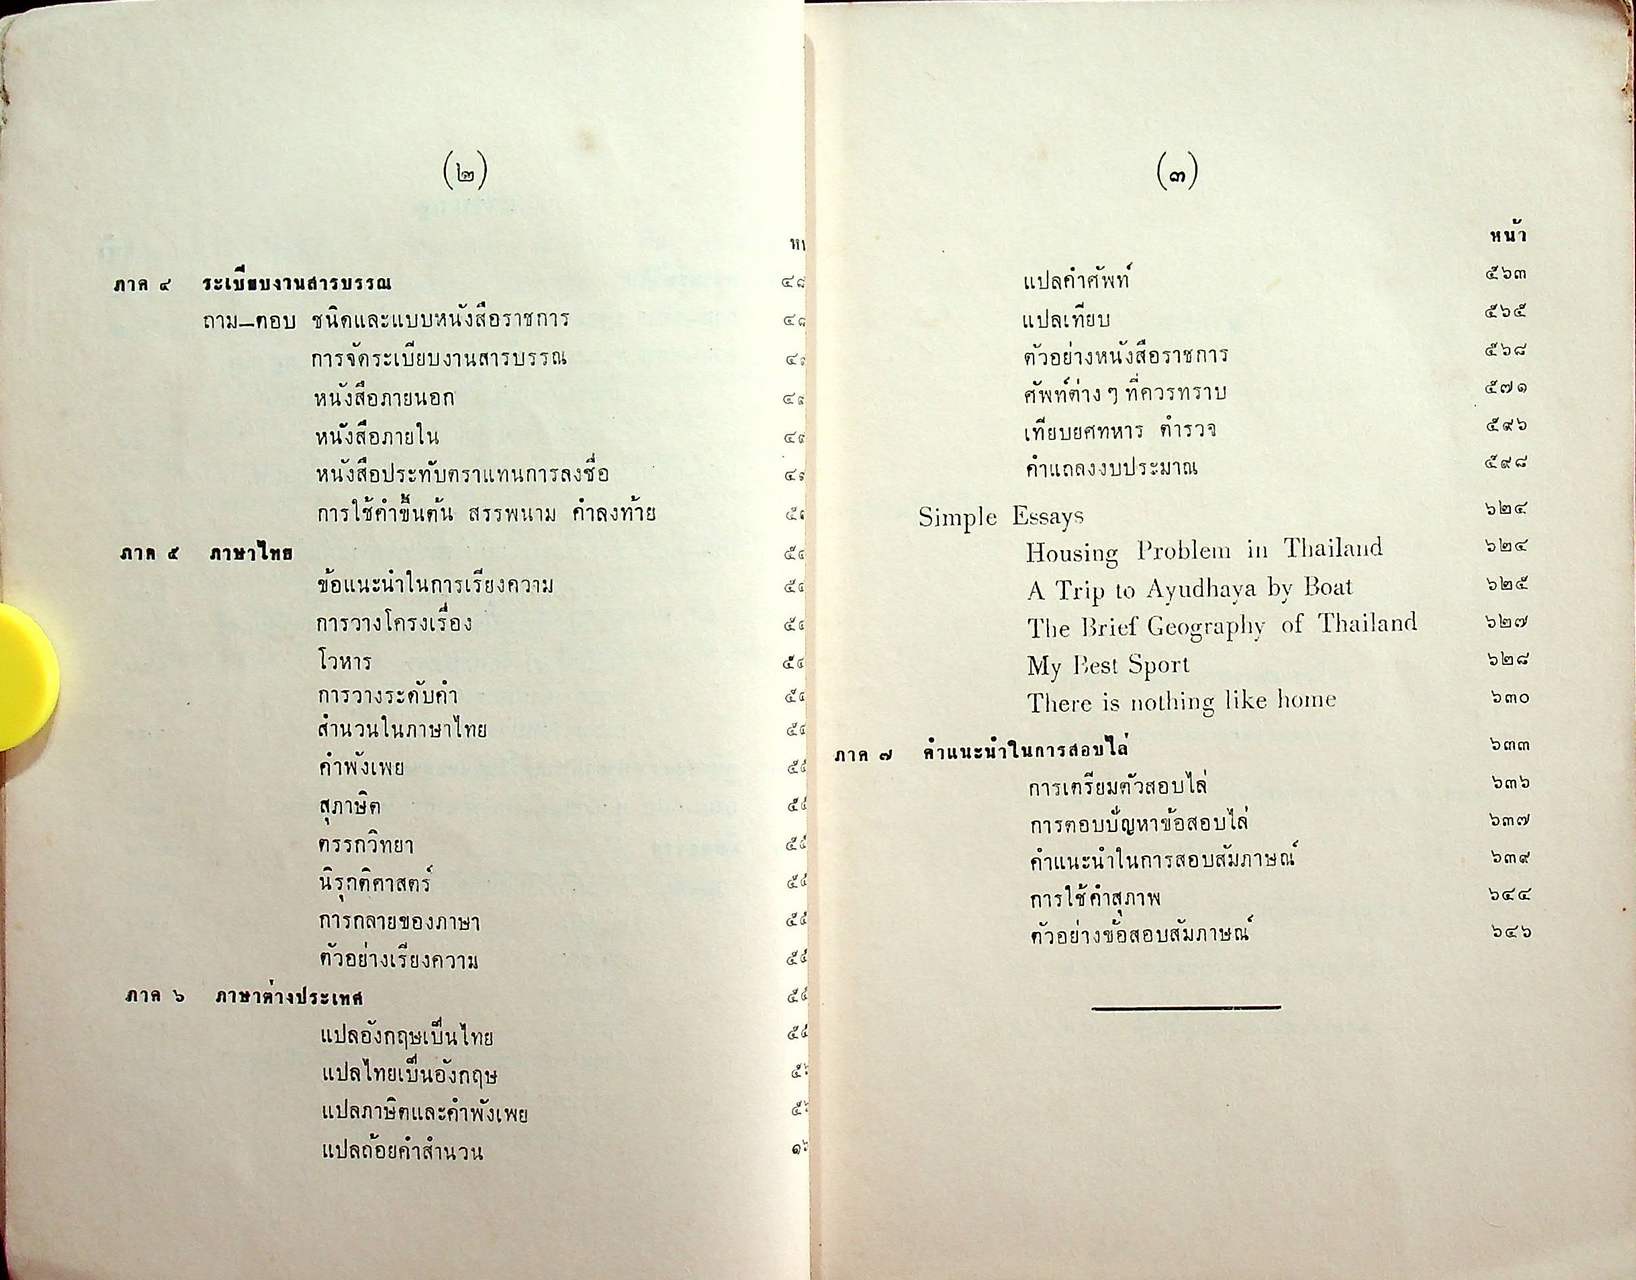 (๒)
ภาค ๔ ระเบียบงานสารบรรณ
ถาม—ตอบ ชนิดและแบบหนังสือราชการ
การจัดระเบียบงานสารบรรณ
หนังสือภายนอก
หนังสือภายใน
หนังสือประทับตราแทนการลงชื่อ
การใช้คำขึ้นต้น สรรพนาม คำลงท้าย
ภาค ๕ ภาษาไทย
ข้อแนะนำในการเรียงความ
การวางโครงเรื่อง
โวหาร
การวางระดับคำ
สำนวนในภาษาไทย
คำพังเพย
สุภาษิต
ตรรกวิทยา
นิรุกติศาสตร์
การกลายของภาษา
ตัวอย่างเรียงความ
ภาค ๖ ภาษาต่างประเทศ
แปลอังกฤษเป็นไทย
แปลไทยเป็นอังกฤษ
แปลภาษิตและคำพังเพย
แปลถ้อยคำสำนวน
(๓)
หน้า
แปลคำศัพท์ ๕๖๓
แปลเทียบ ๕๖๕
ตัวอย่างหนังสือราชการ ๕๖๘
ศัพท์ต่าง ๆ ที่ควรทราบ ๕๗๑
เทียบยศทหาร ตำรวจ ๕๙๖
คำแถลงงบประมาณ ๕๙๘
Simple Essays ๖๒๔
Housing Problem in Thailand ๖๒๔
A Trip to Ayudhaya by Boat ๖๒๕
The Brief Geography of Thailand ๖๒๗
My Best Sport ๖๒๘
There is nothing like home ๖๓๐
ภาค ๗ คำแนะนำในการสอบไล่ ๖๓๓
การเตรียมตัวสอบไล่ ๖๓๖
การตอบปัญหาข้อสอบไล่ ๖๓๗
คำแนะนำในการสอบสัมภาษณ์ ๖๓๙
การใช้คำสุภาพ ๖๔๔
ตัวอย่างข้อสอบสัมภาษณ์ ๖๔๖